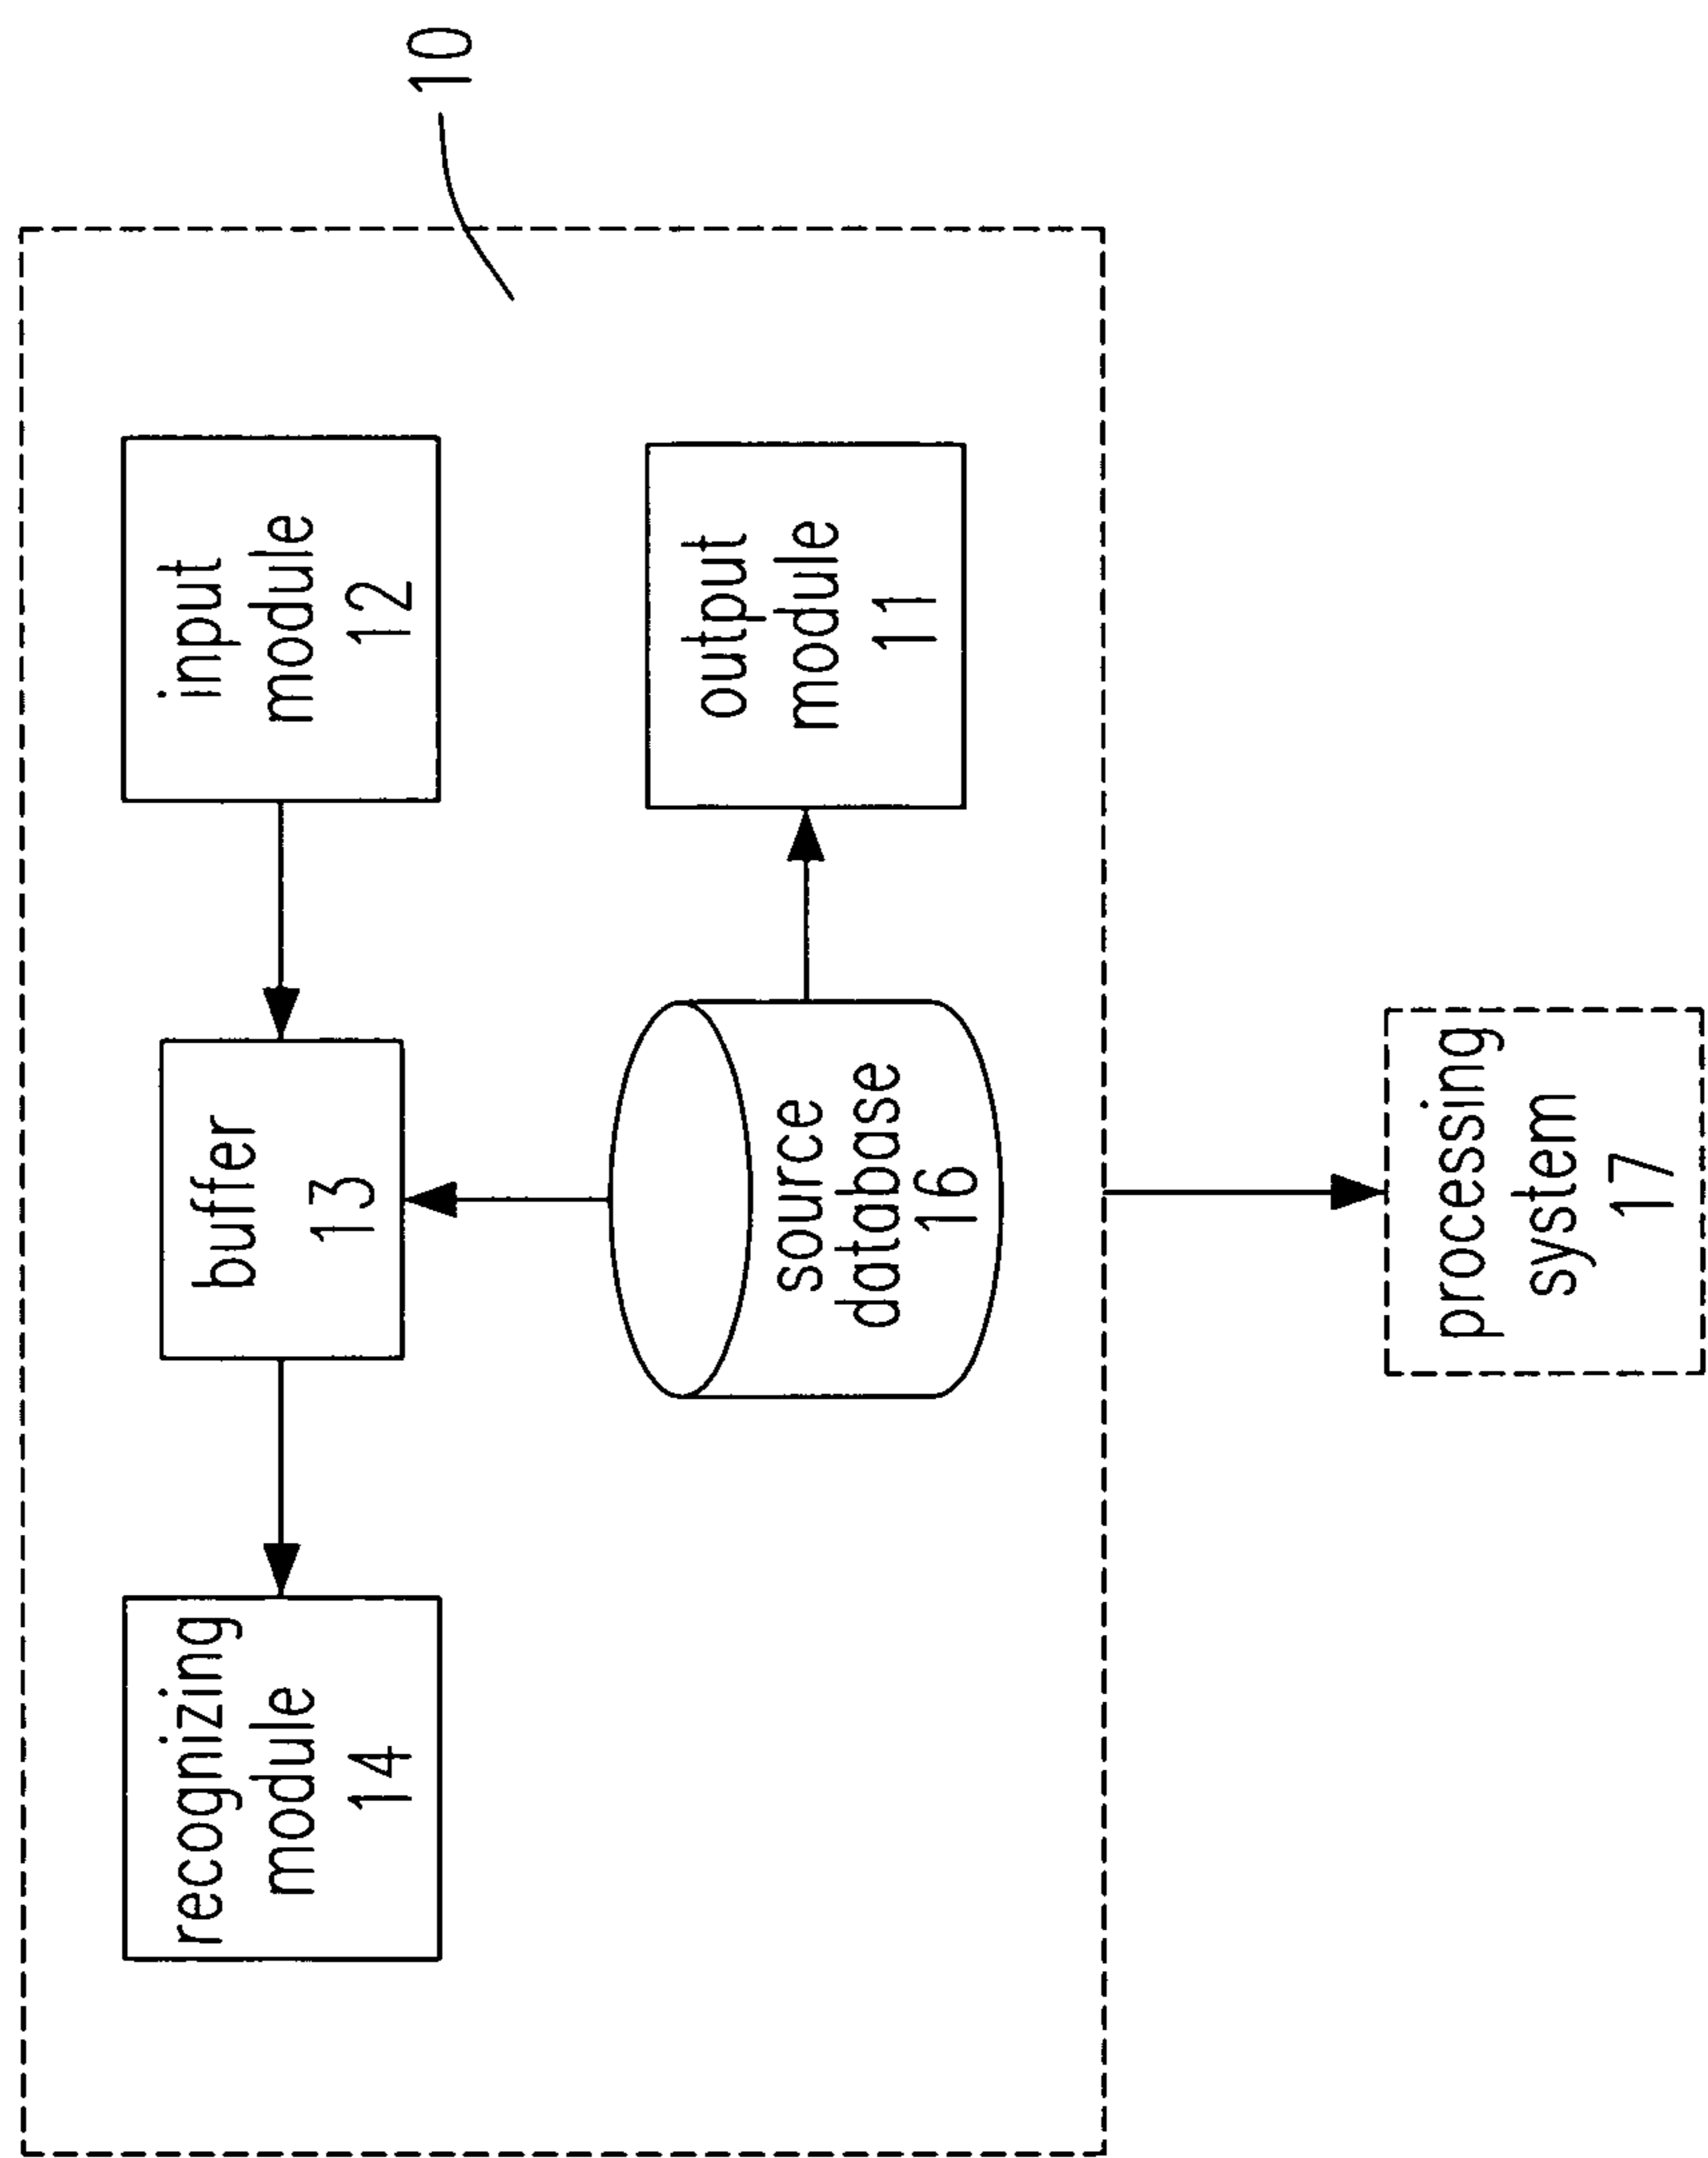 10
recognizing
module
14
buffer
13
input
module
12
source
database
16
output
module
11
processing
system
17